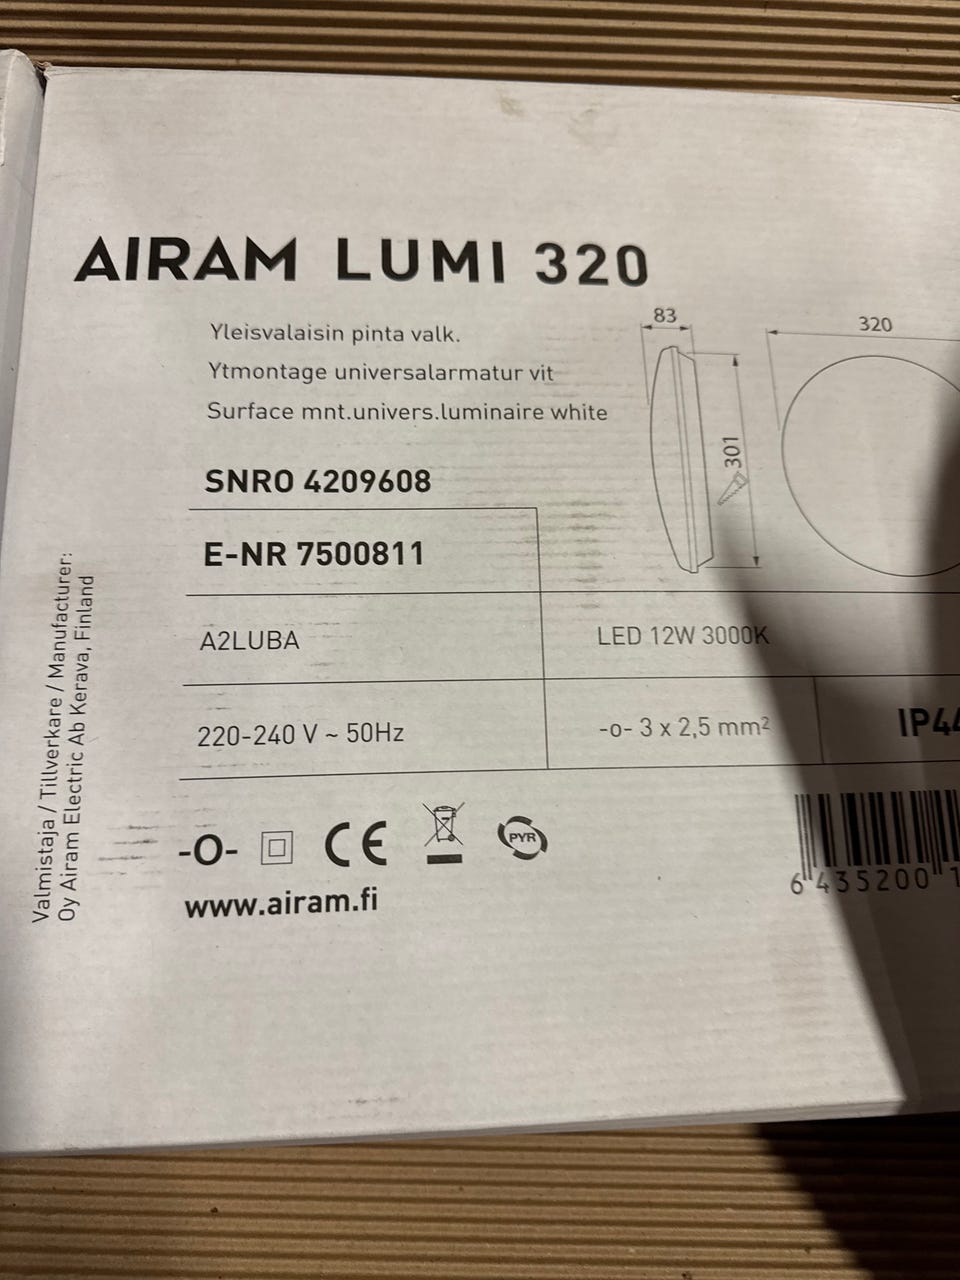 AIRAM LUMI 320
Yleisvalaisin pinta valk.
Ytmontage universalarmatur vit
Surface mnt.univers.luminaire white
83
320
301
SNRO 4209608
E-NR 7500811
A2LUBA
LED 12W 3000K
220-240 V ~ 50Hz
-o- 3 x 2,5 mm²
-O-
CE
PYR
www.airam.fi
6 435200
Valmistaja / Tillverkare / Manufacturer:
Oy Airam Electric Ab Kerava, Finland